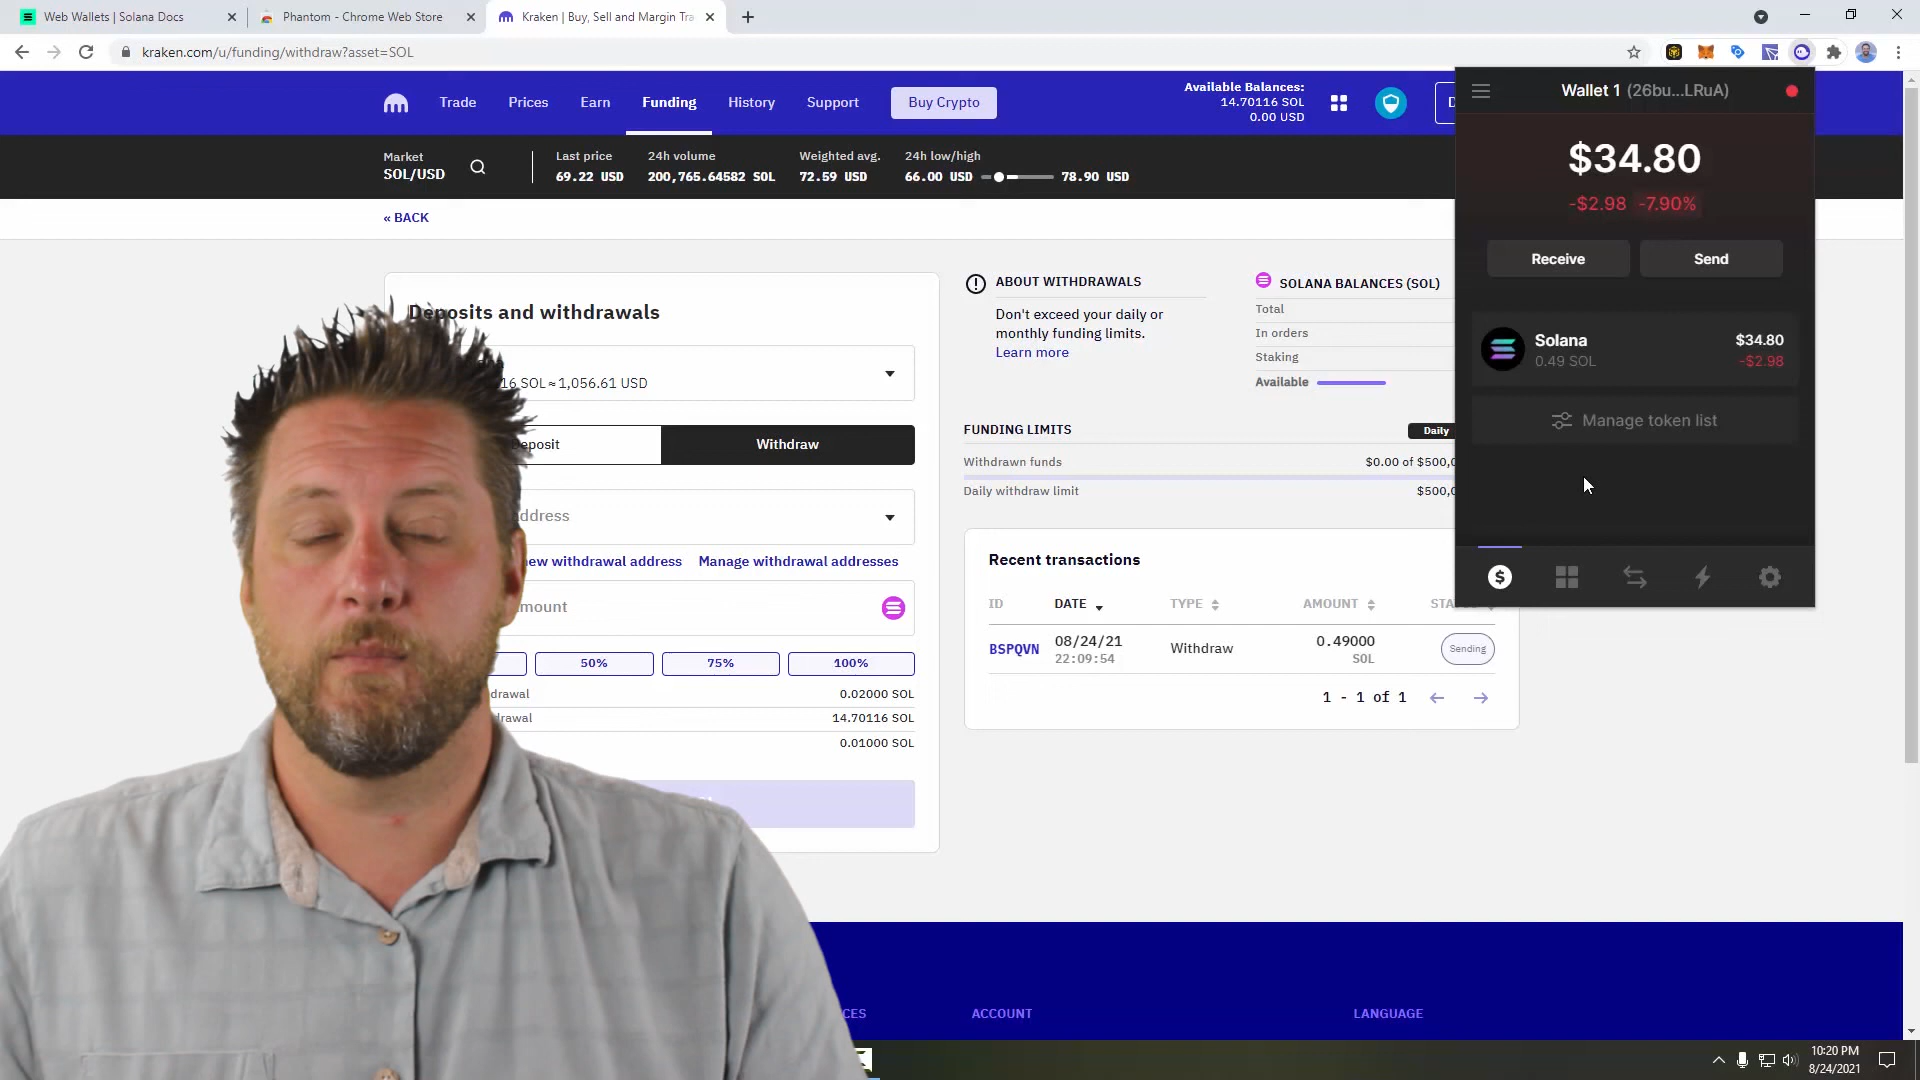 Web Wallets | Solana Docs
Phantom - Chrome Web Store
Kraken | Buy, Sell and Margin Tra
kraken.com/u/funding/withdraw?asset=SOL
Trade
Prices
Earn
Funding
History
Support
Buy Crypto
Available Balances:
14.70116 SOL
0.00 USD
Market
SOL/USD
Last price
69.22 USD
24h volume
200,765.64582 SOL
Weighted avg.
72.59 USD
24h low/high
66.00 USD
78.90 USD
« BACK
Deposits and withdrawals
16 SOL ≈ 1,056.61 USD
Deposit
Withdraw
address
new withdrawal address
Manage withdrawal addresses
Amount
50%
75%
100%
drawal
0.02000 SOL
drawal
14.70116 SOL
0.01000 SOL
ABOUT WITHDRAWALS
Don't exceed your daily or
monthly funding limits.
Learn more
SOLANA BALANCES (SOL)
Total
In orders
Staking
Available
FUNDING LIMITS
Daily
Withdrawn funds
$0.00 of $500,0
Daily withdraw limit
$500,0
Recent transactions
ID
DATE
TYPE
AMOUNT
STA
BSPQVN
08/24/21
22:09:54
Withdraw
0.49000
SOL
Sending
1 - 1 of 1
Wallet 1 (26bu...LRuA)
$34.80
-$2.98 -7.90%
Receive
Send
Solana
0.49 SOL
$34.80
-$2.98
Manage token list
CES
ACCOUNT
LANGUAGE
10:20 PM
8/24/2021